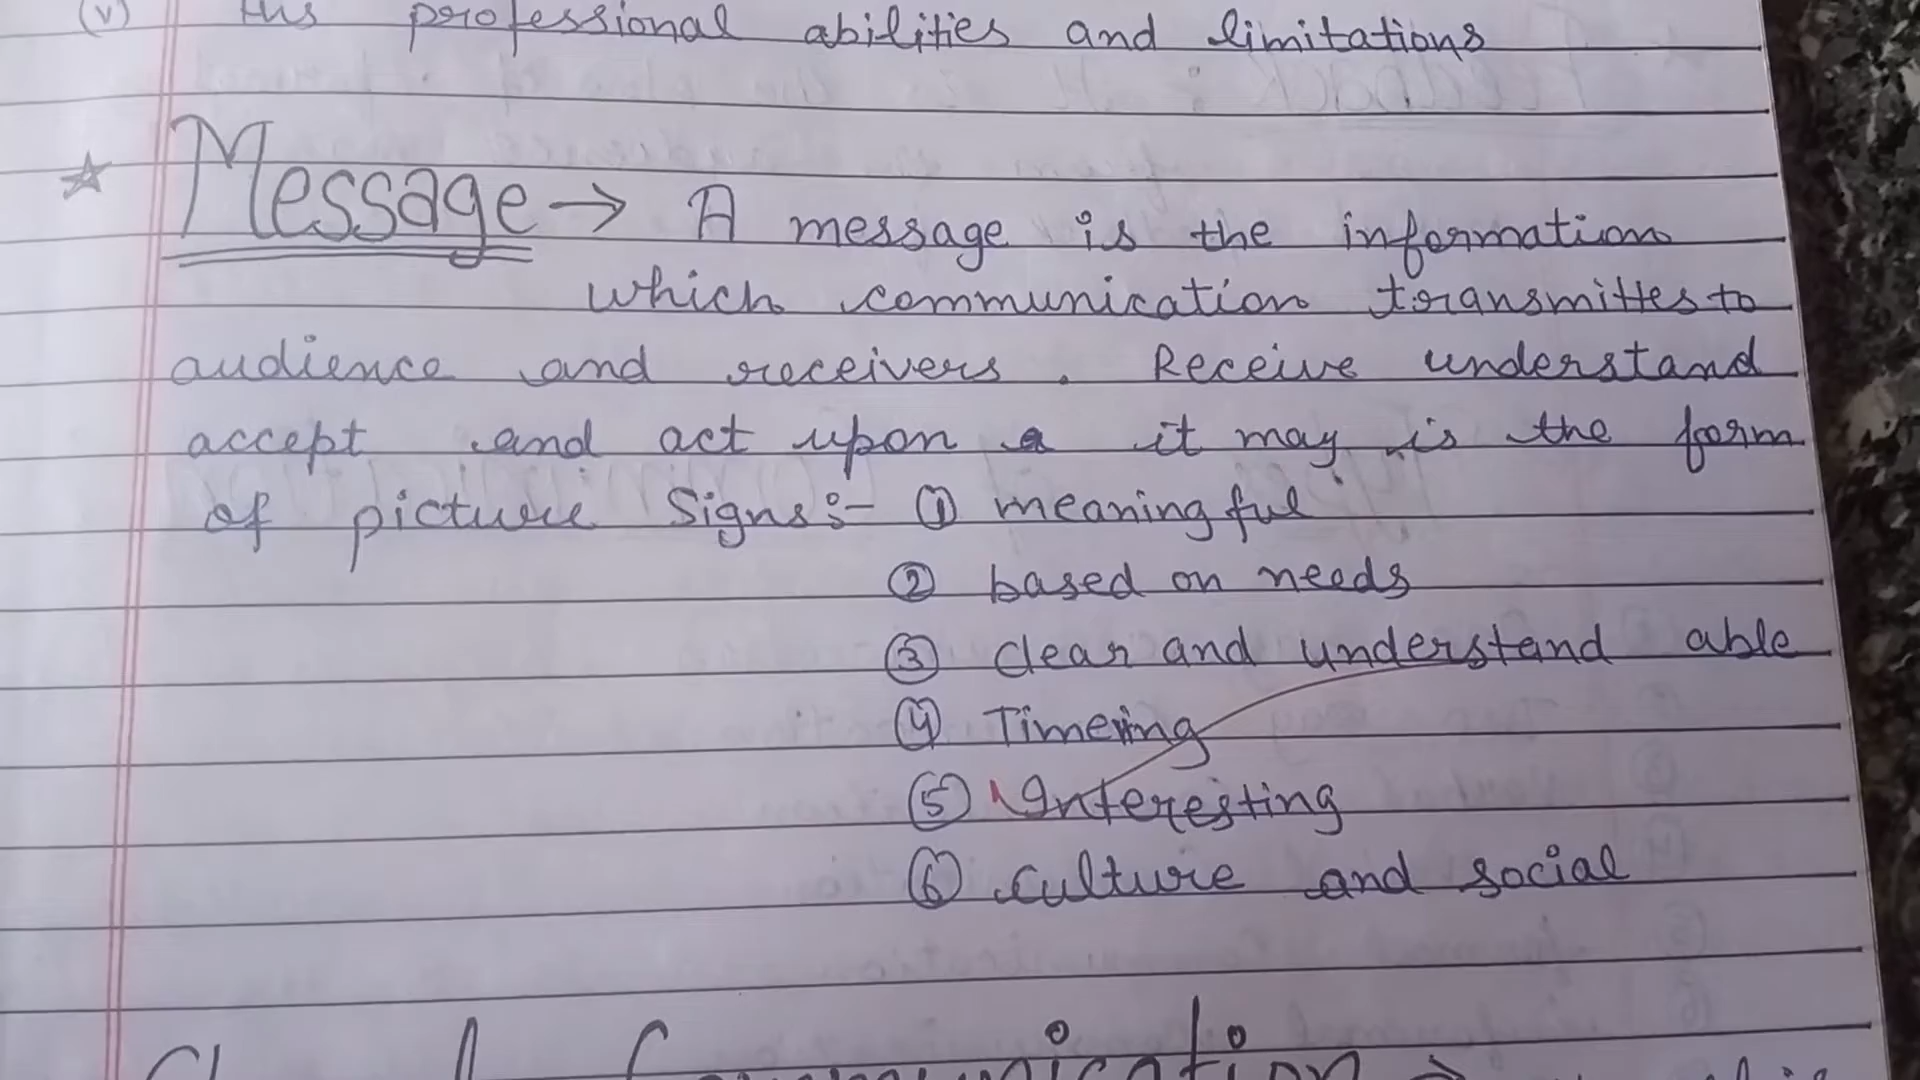 (v) His professional abilities and limitations
☆ Message → A message is the information
which communication transmittes to
audience and receivers. Receive understand
accept and act upon it may is the form
of picture Signs:- ① meaningful
② based on needs
③ clear and understand able
④ Timering
⑤ Interesting
⑥ culture and social
Communication →